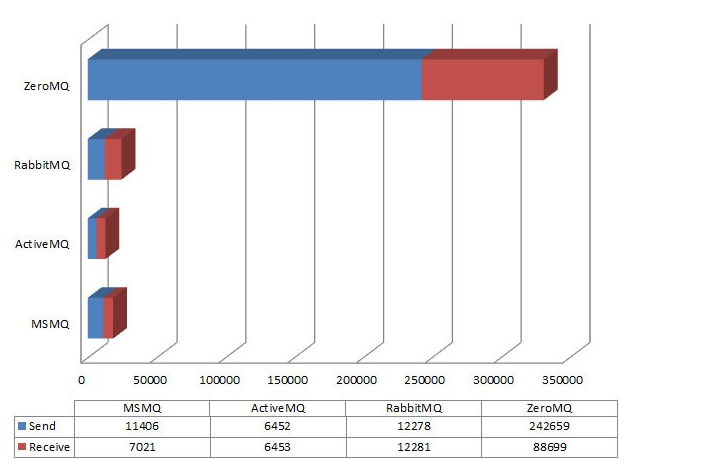 ZeroMQ
RabbitMQ
ActiveMQ
MSMQ
0 50000 100000 150000 200000 250000 300000 350000
MSMQ ActiveMQ RabbitMQ ZeroMQ
Send 11406 6452 12278 242659
Receive 7021 6453 12281 88699